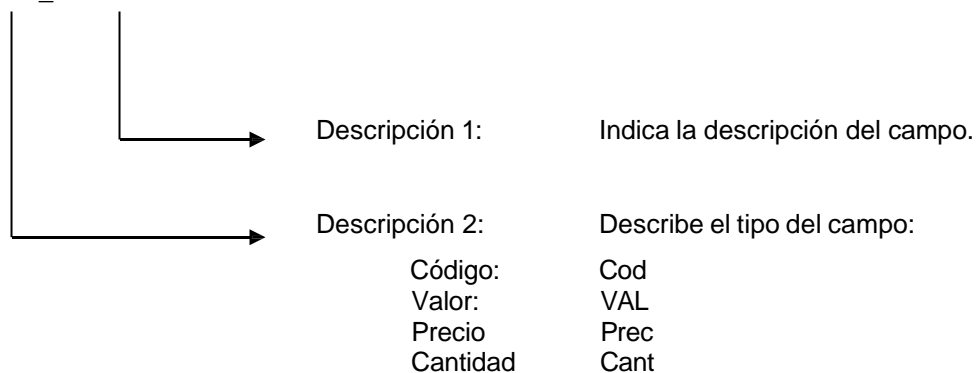 Descripción 1: Indica la descripción del campo.
Descripción 2: Describe el tipo del campo:
Código: Cod
Valor: VAL
Precio Prec
Cantidad Cant